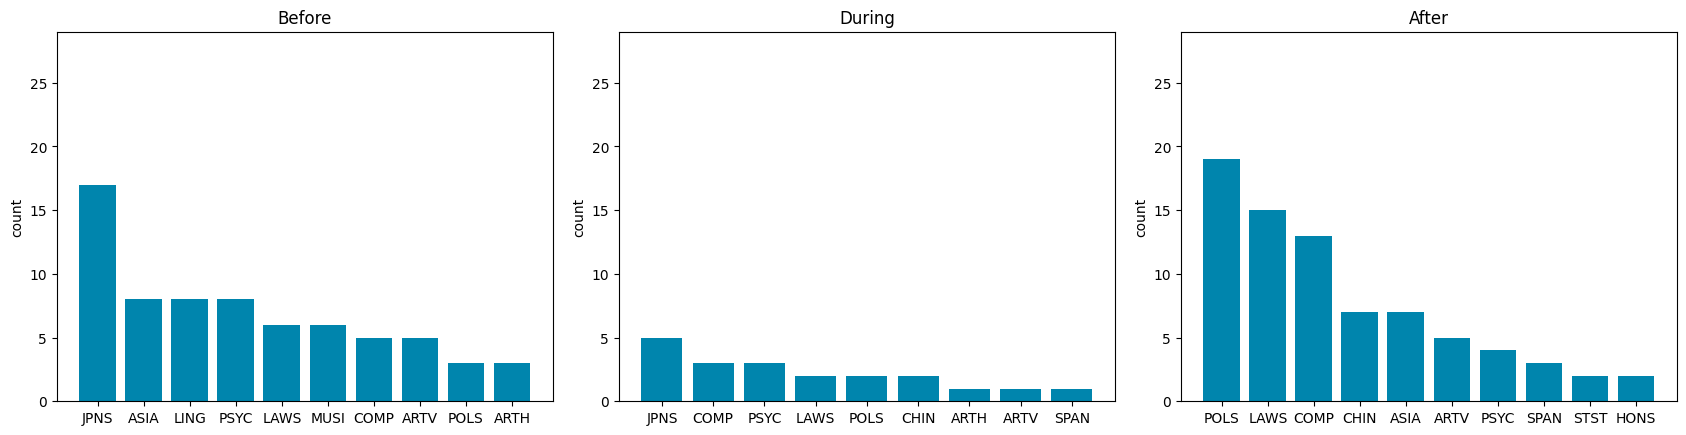 Before
25
20
15
10
5
0
count
JPNS ASIA LING PSYC LAWS MUSI COMP ARTV POLS ARTH
During
25
20
15
10
5
0
count
JPNS COMP PSYC LAWS POLS CHIN ARTH ARTV SPAN
After
25
20
15
10
5
0
count
POLS LAWS COMP CHIN ASIA ARTV PSYC SPAN STST HONS